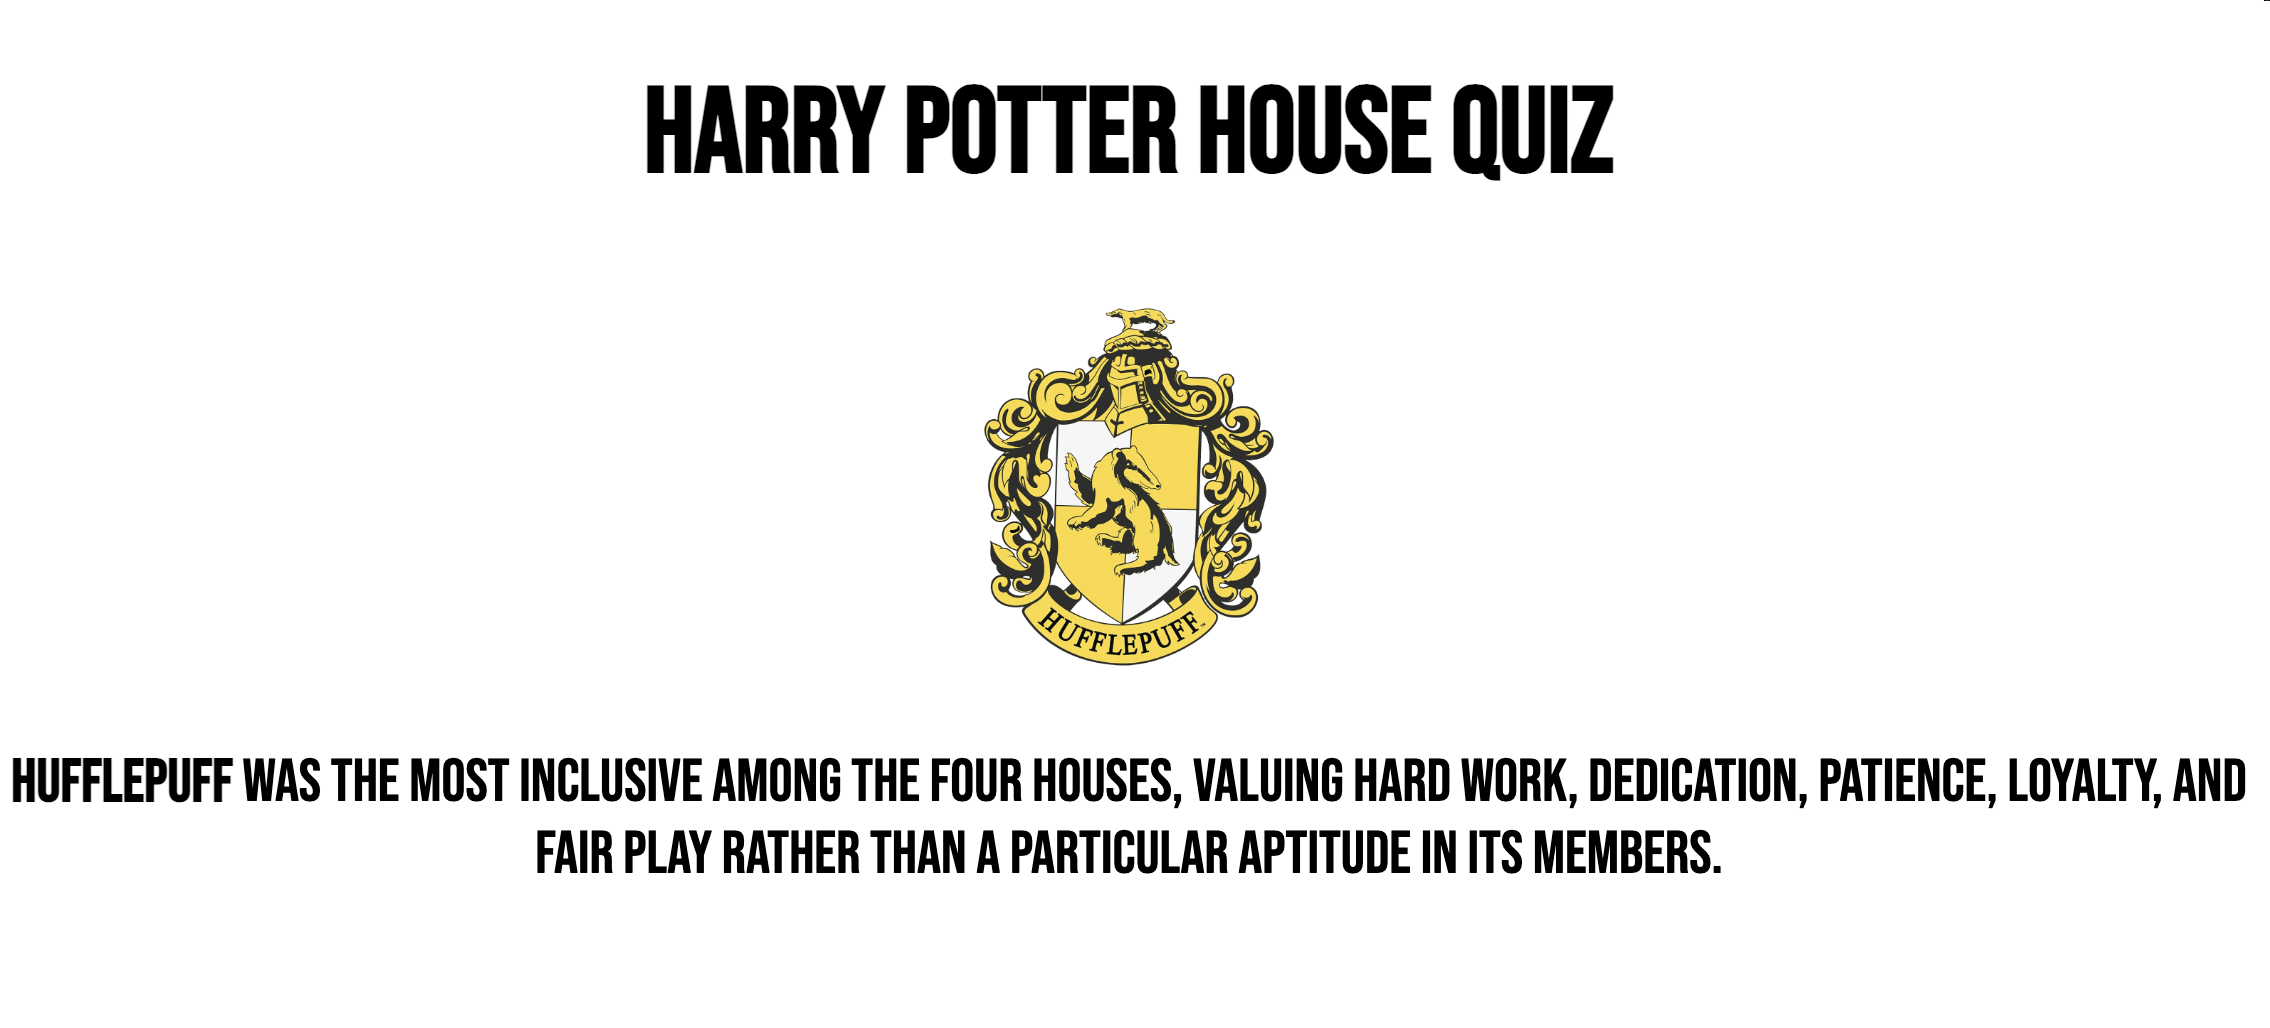 HARRY POTTER HOUSE QUIZ
HUFFLEPUFF™
HUFFLEPUFF WAS THE MOST INCLUSIVE AMONG THE FOUR HOUSES, VALUING HARD WORK, DEDICATION, PATIENCE, LOYALTY, AND
FAIR PLAY RATHER THAN A PARTICULAR APTITUDE IN ITS MEMBERS.